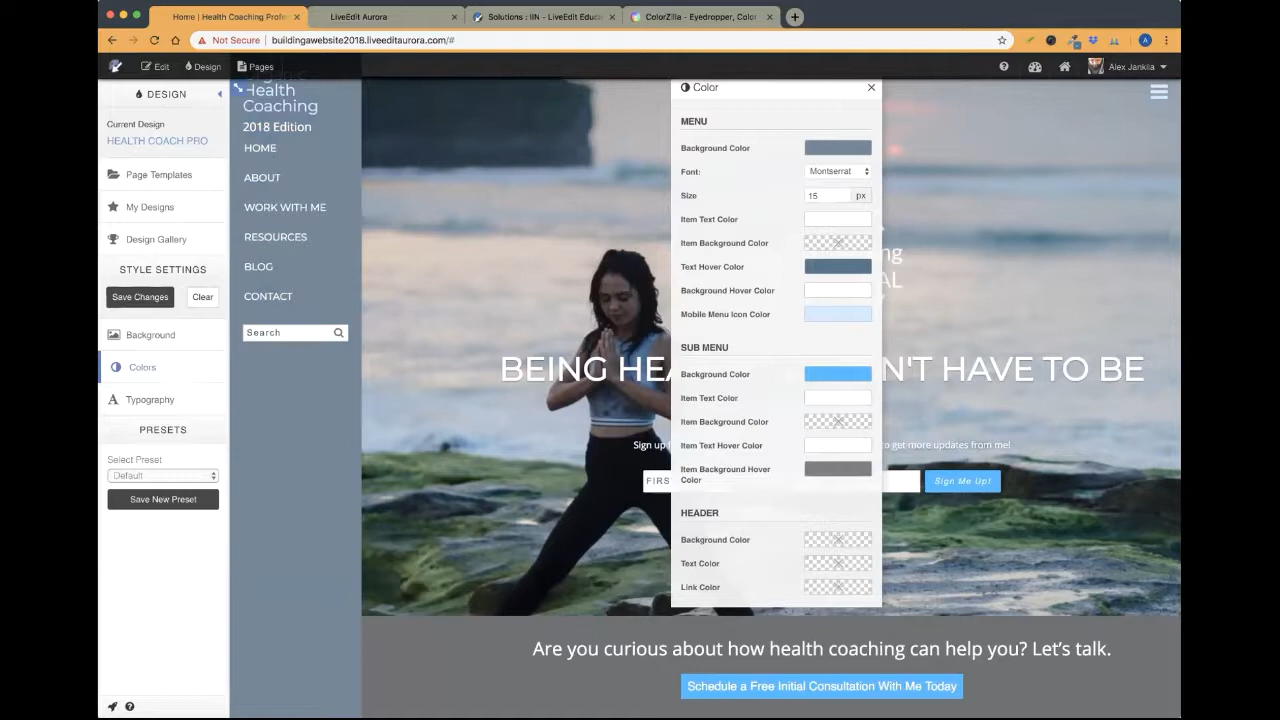 Home | Health Coaching Profe
LiveEdit Aurora
Solutions : IIN - LiveEdit Educa
ColorZilla - Eyedropper, Color
Not Secure
buildingawebsite2018.liveeditaurora.com/#
A
Edit
Design
Pages
Alex Jankila
DESIGN
Current Design
HEALTH COACH PRO
Page Templates
My Designs
Design Gallery
STYLE SETTINGS
Save Changes
Clear
Background
Colors
Typography
PRESETS
Select Preset
Default
Save New Preset
Organic
Health
Coaching
2018 Edition
HOME
ABOUT
WORK WITH ME
RESOURCES
BLOG
CONTACT
Search
Color
MENU
Background Color
Font: Montserrat
Size 15 px
Item Text Color
Item Background Color
Text Hover Color
Background Hover Color
Mobile Menu Icon Color
SUB MENU
Background Color
Item Text Color
Item Background Color
Item Text Hover Color
Item Background Hover
Color
HEADER
Background Color
Text Color
Link Color
BEING HEA N'T HAVE TO BE
Sign up to get more updates from me!
FIRS
Sign Me Up!
Are you curious about how health coaching can help you? Let's talk.
Schedule a Free Initial Consultation With Me Today